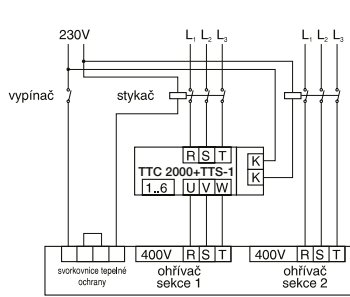 230V L₁ L₂ L₃ L₁ L₂ L₃
vypínač stykač
R S T
K
TTC 2000+TTS-1
K
1..6 U V W
400V R S T 400V R S T
svorkovnice tepelné ochrany
ohřívač sekce 1
ohřívač sekce 2